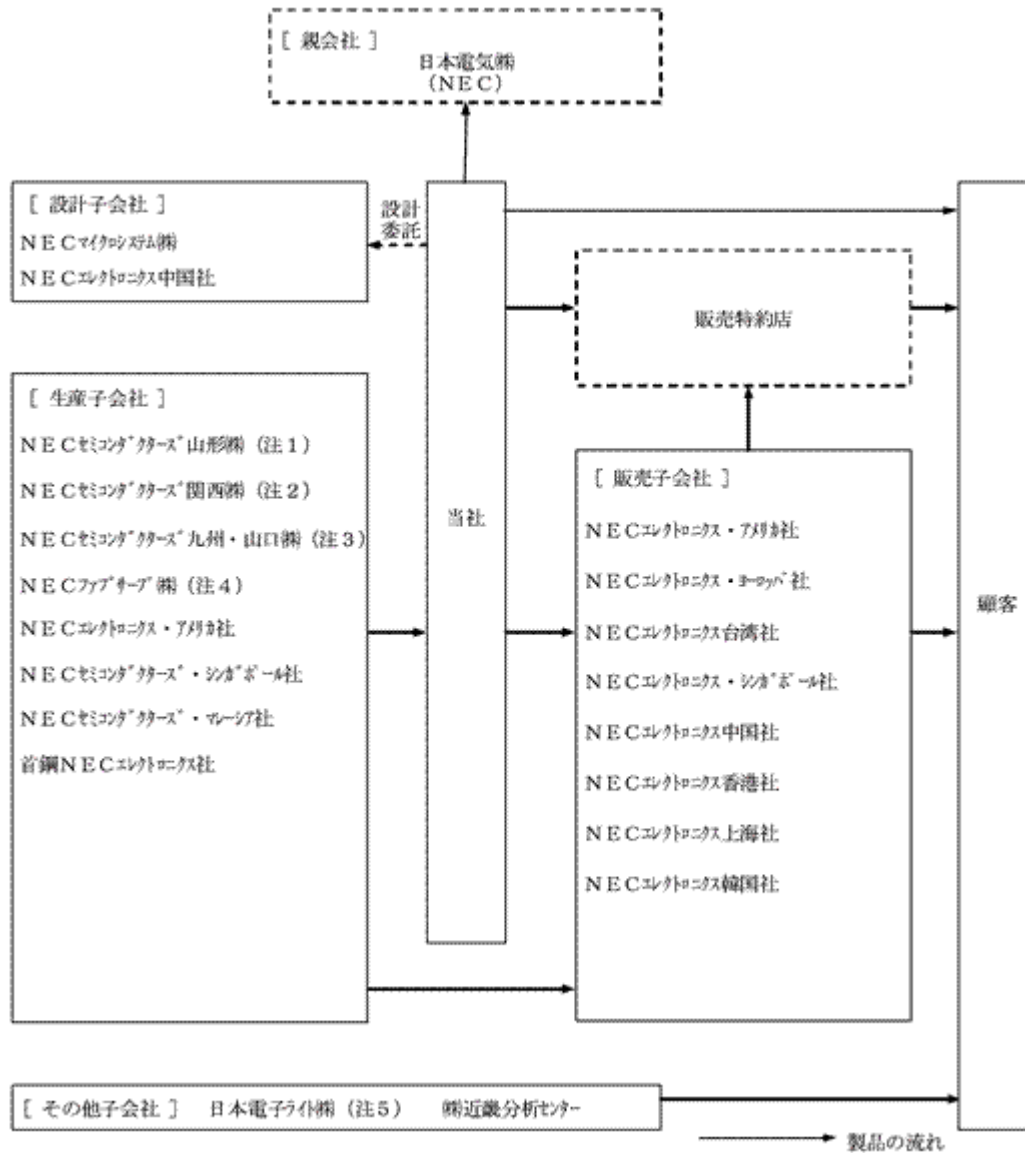 [ 親会社 ]
日本電気㈱
(NEC)
[ 設計子会社 ]
NECマイクロシステム㈱
NECエレクトロニクス中国社
設計
委託
[ 生産子会社 ]
NECセミコンダクターズ山形㈱(注1)
NECセミコンダクターズ関西㈱(注2)
NECセミコンダクターズ九州・山口㈱(注3)
NECファブサーブ㈱(注4)
NECエレクトロニクス・アメリカ社
NECセミコンダクターズ・シンガポール社
NECセミコンダクターズ・マレーシア社
首鋼NECエレクトロニクス社
当社
販売特約店
[ 販売子会社 ]
NECエレクトロニクス・アメリカ社
NECエレクトロニクス・ヨーロッパ社
NECエレクトロニクス台湾社
NECエレクトロニクス・シンガポール社
NECエレクトロニクス中国社
NECエレクトロニクス香港社
NECエレクトロニクス上海社
NECエレクトロニクス韓国社
顧客
[ その他子会社 ] 日本電子ライト㈱(注5) ㈱近畿分析センター
製品の流れ